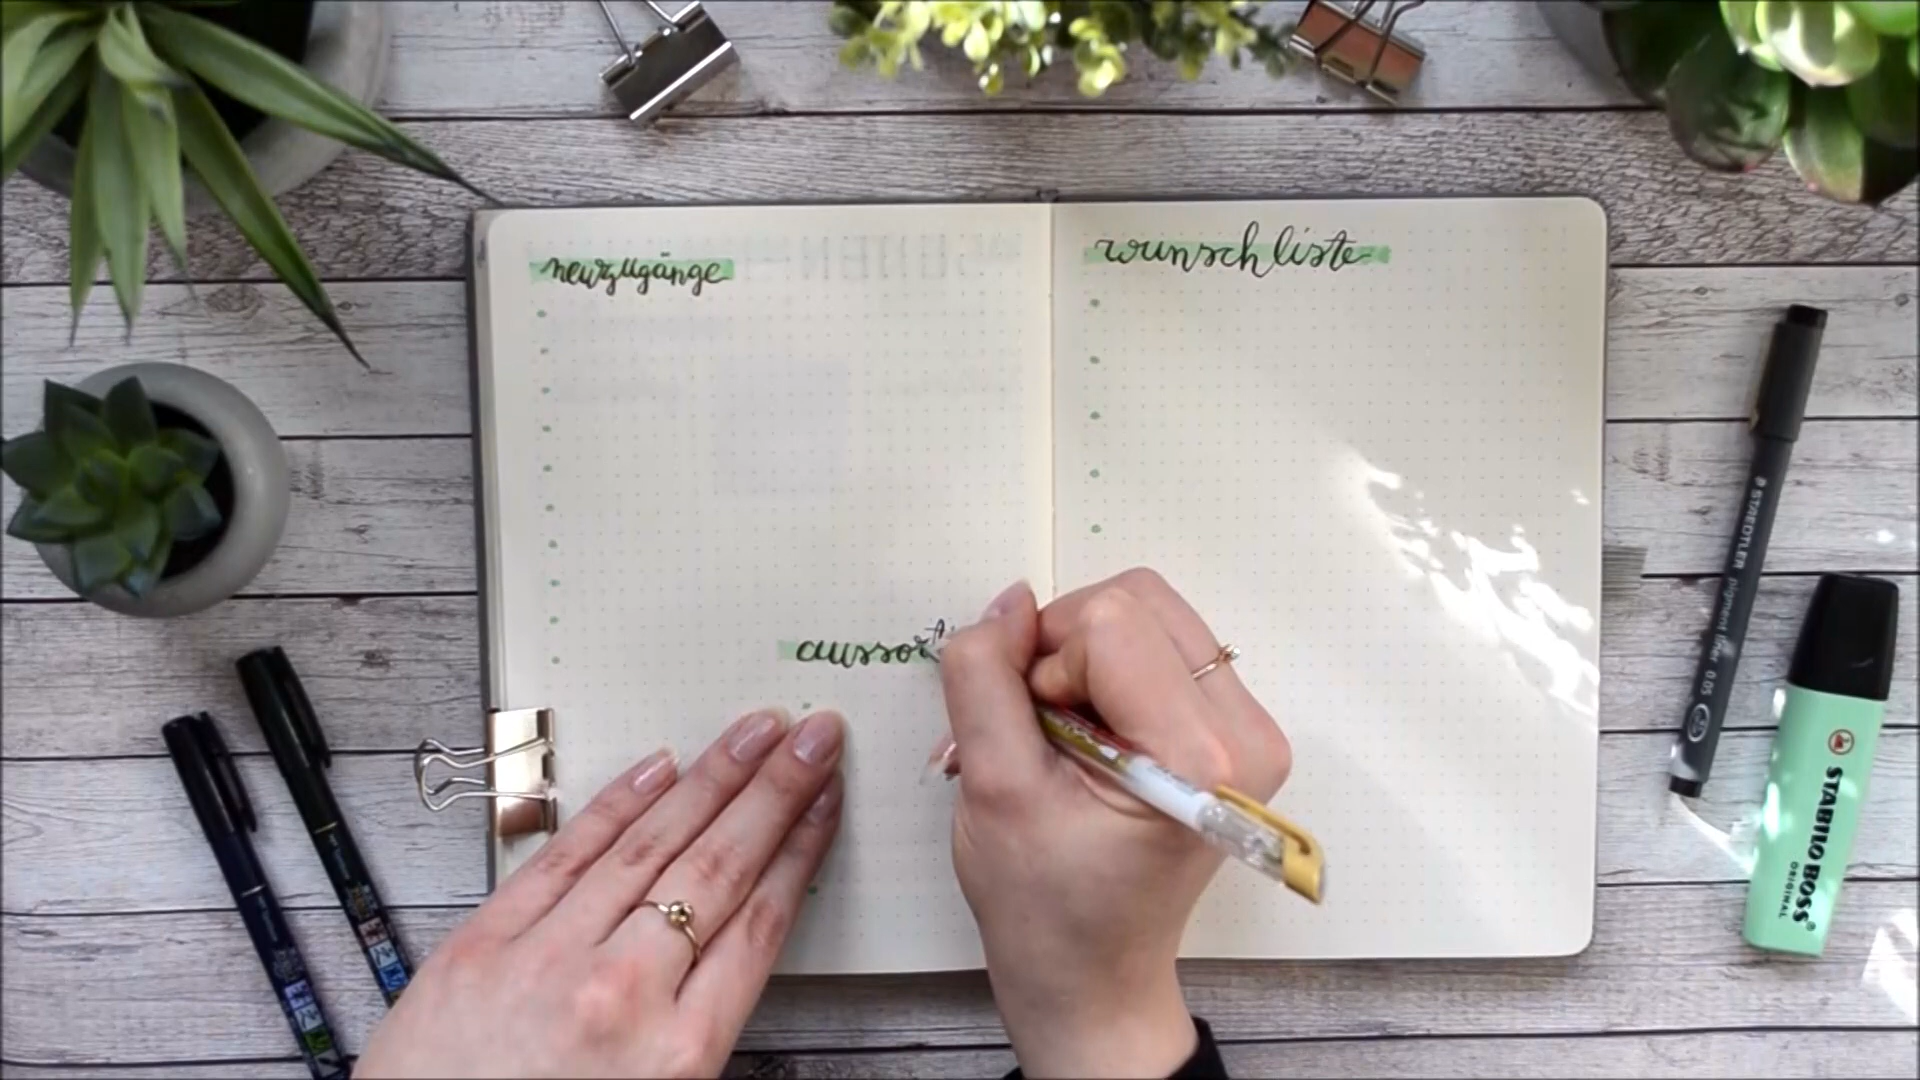 neuzugänge
wunschliste
aussort
STAEDTLER
pigment liner 0.05
STABILO BOSS
ORIGINAL